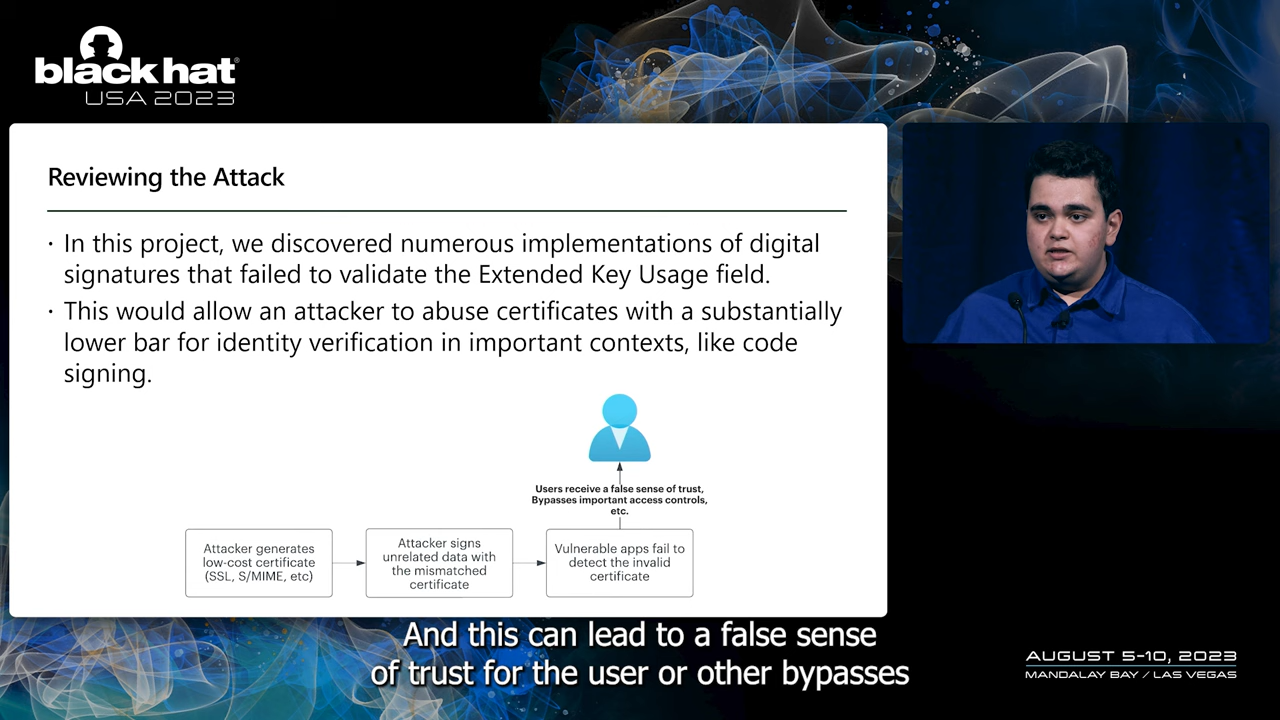 black hat®
USA 2023
Reviewing the Attack
· In this project, we discovered numerous implementations of digital
signatures that failed to validate the Extended Key Usage field.
· This would allow an attacker to abuse certificates with a substantially
lower bar for identity verification in important contexts, like code
signing.
Users receive a false sense of trust,
Bypasses important access controls,
etc.
Attacker generates
low-cost certificate
(SSL, S/MIME, etc)
Attacker signs
unrelated data with
the mismatched
certificate
Vulnerable apps fail to
detect the invalid
certificate
And this can lead to a false sense
of trust for the user or other bypasses
AUGUST 5-10, 2023
MANDALAY BAY / LAS VEGAS